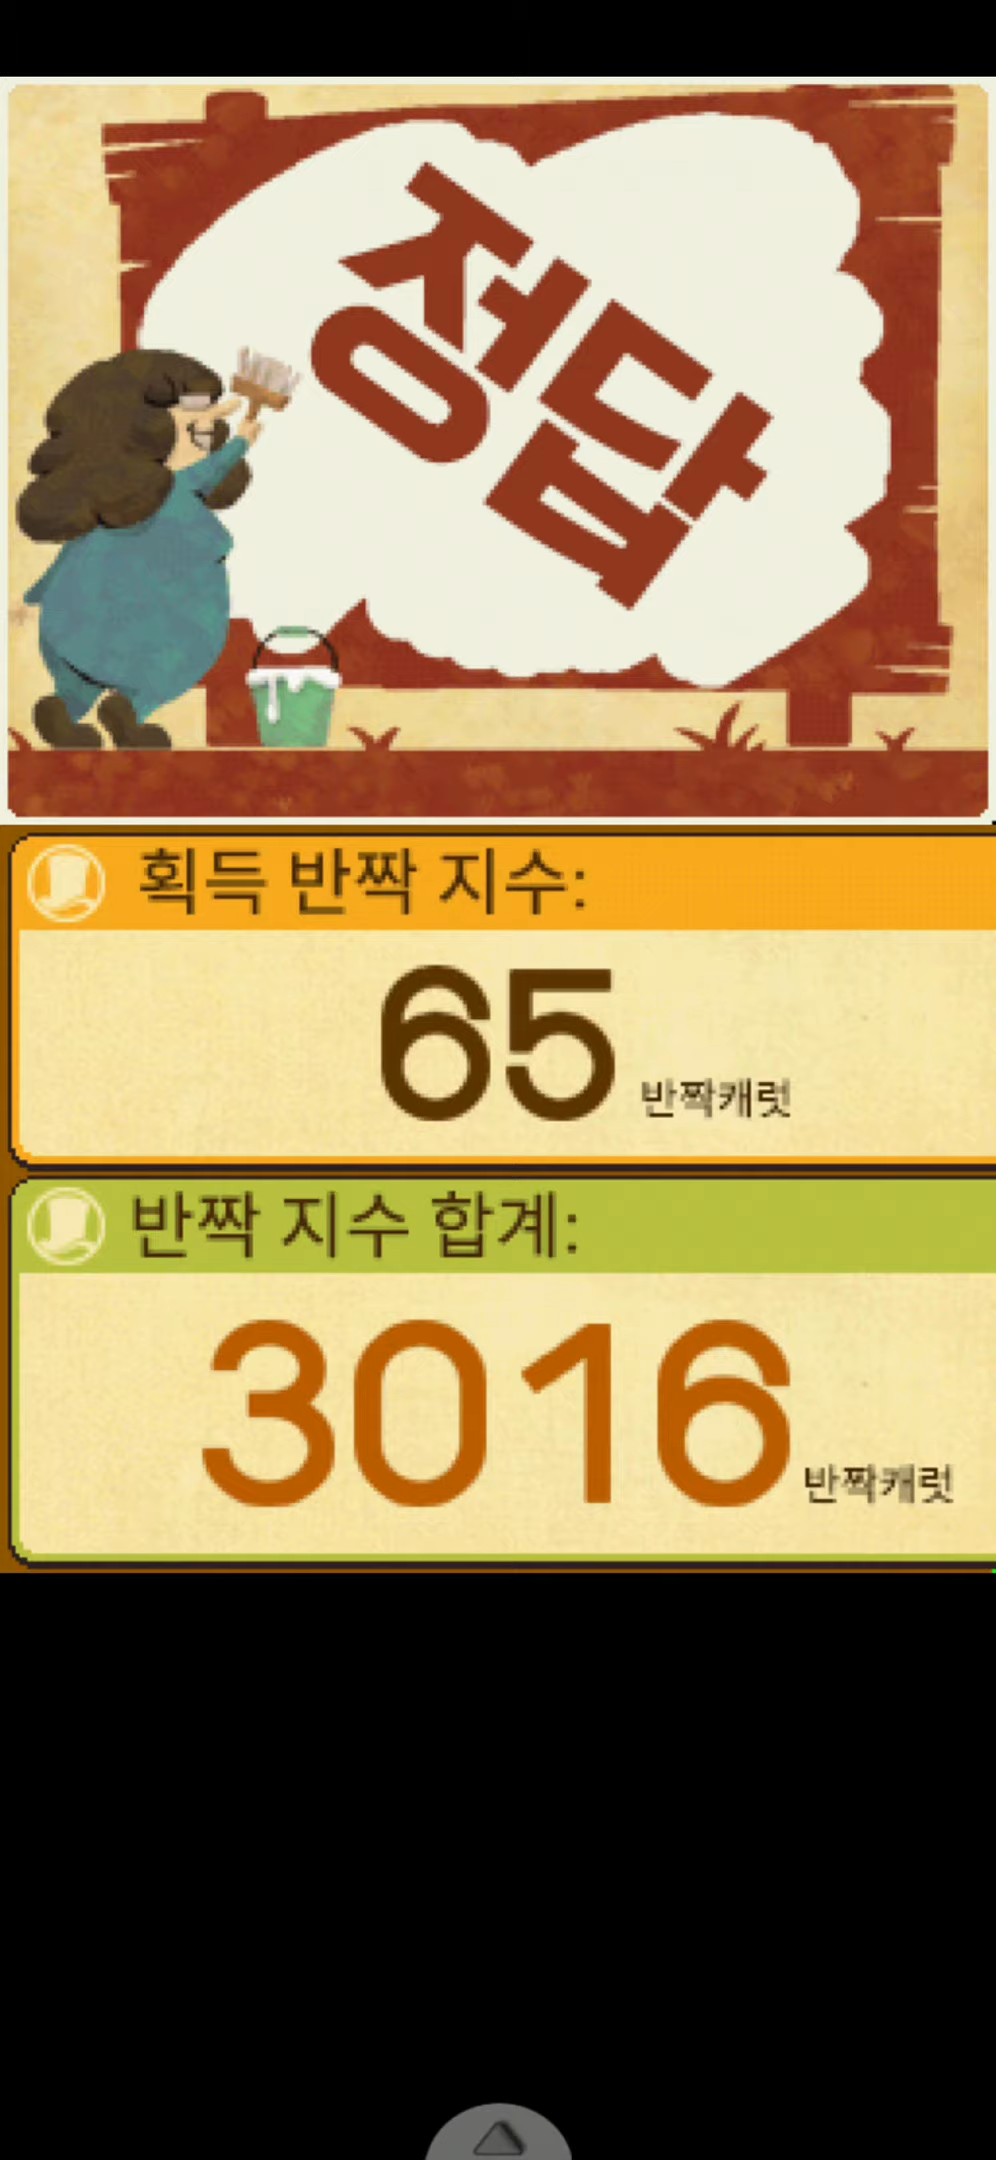 정답
획득 반짝 지수:
65 반짝캐럿
반짝 지수 합계:
3016 반짝캐럿